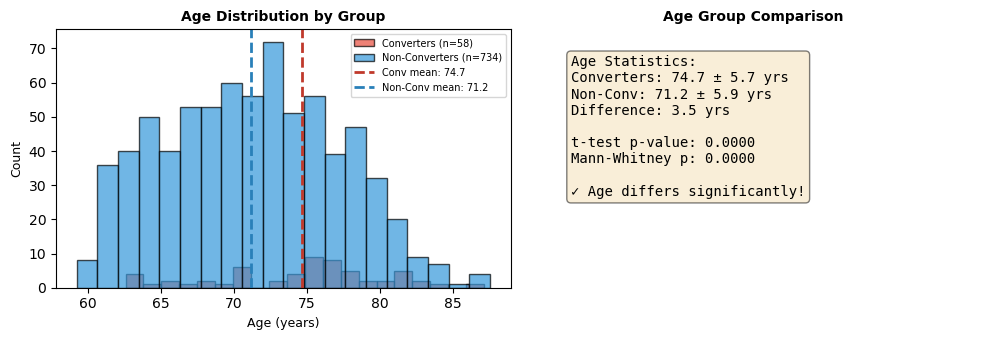 Age Distribution by Group
Age Group Comparison
70
60
50
40
30
20
10
0
Count
60
65
70
75
80
85
Age (years)
Converters (n=58)
Non-Converters (n=734)
Conv mean: 74.7
Non-Conv mean: 71.2
Age Statistics:
Converters: 74.7 ± 5.7 yrs
Non-Conv: 71.2 ± 5.9 yrs
Difference: 3.5 yrs
t-test p-value: 0.0000
Mann-Whitney p: 0.0000
✓ Age differs significantly!